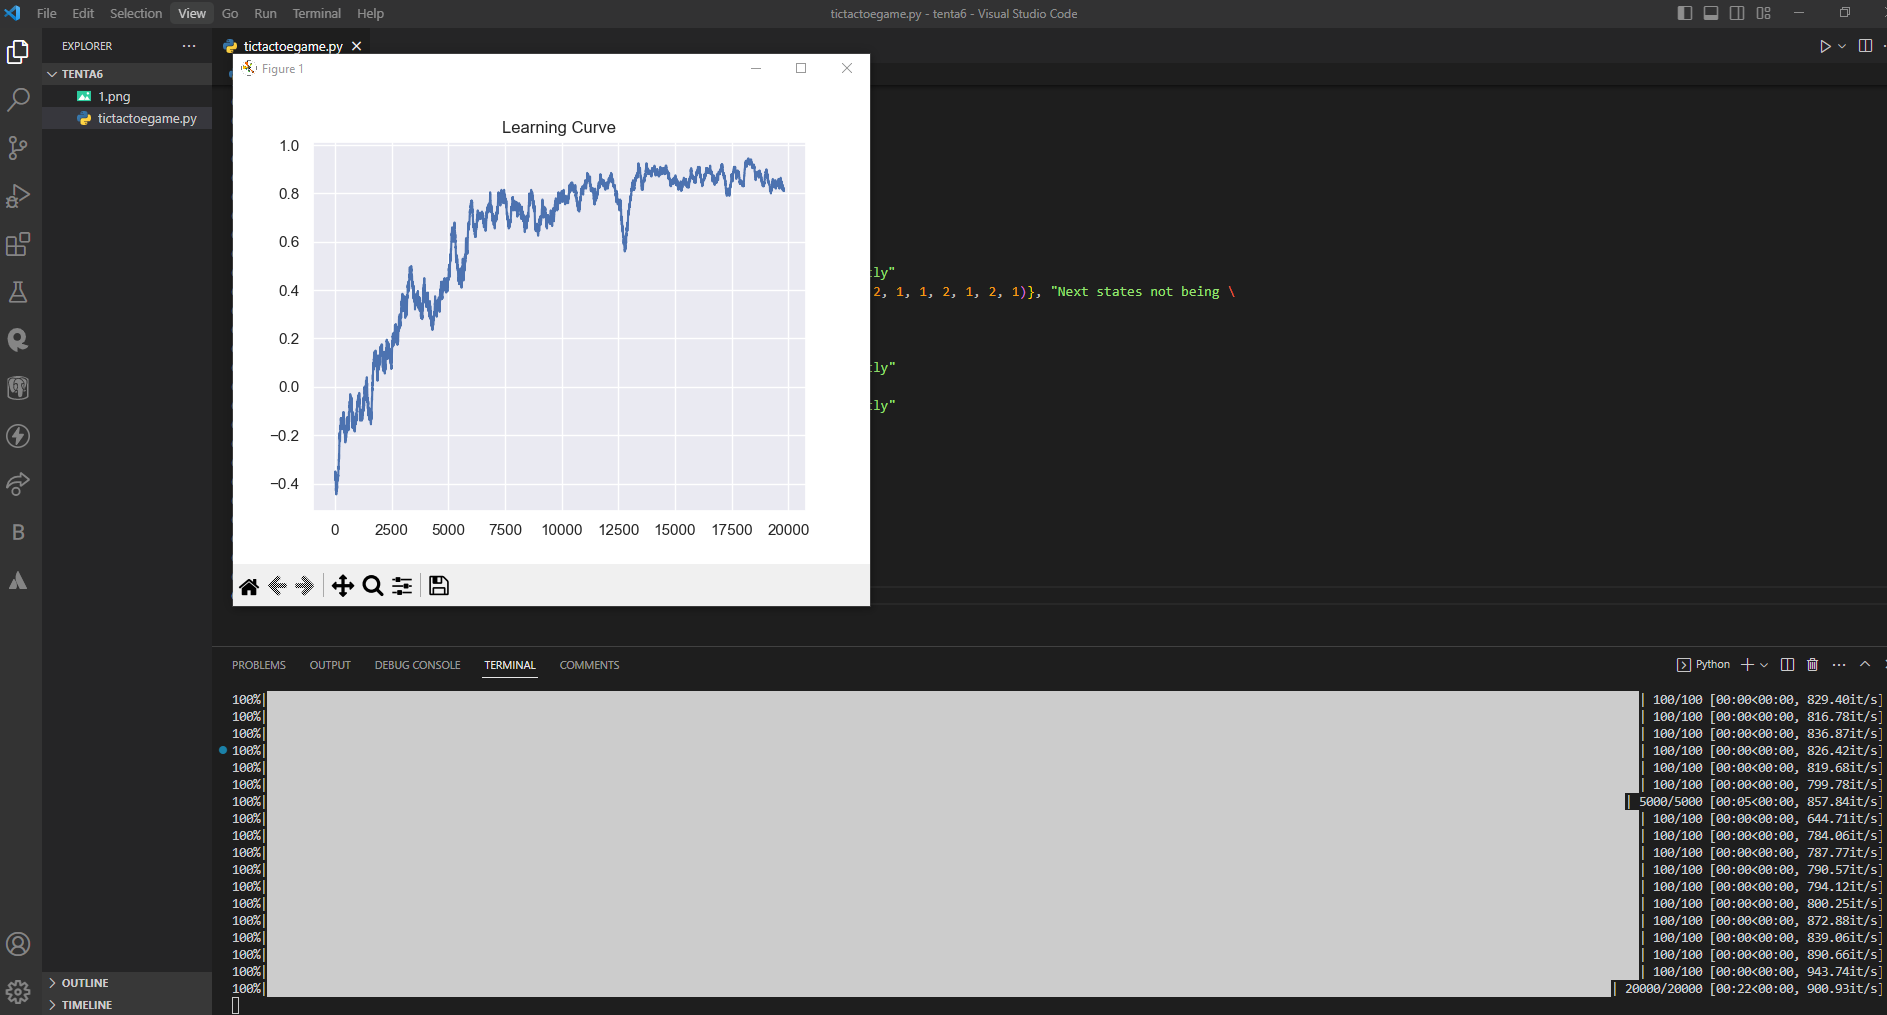 File Edit Selection View Go Run Terminal Help
tictactoegame.py - tenta6 - Visual Studio Code
EXPLORER
TENTA6
1.png
tictactoegame.py
tictactoegame.py
Figure 1
Learning Curve
1.0
0.8
0.6
0.4
0.2
0.0
−0.2
−0.4
0 2500 5000 7500 10000 12500 15000 17500 20000
tly"
2, 1, 1, 2, 1, 2, 1)}, "Next states not being \
tly"
tly"
B
PROBLEMS OUTPUT DEBUG CONSOLE TERMINAL COMMENTS
Python
100%| | 100/100 [00:00<00:00, 829.40it/s]
100%| | 100/100 [00:00<00:00, 816.78it/s]
100%| | 100/100 [00:00<00:00, 836.87it/s]
100%| | 100/100 [00:00<00:00, 826.42it/s]
100%| | 100/100 [00:00<00:00, 819.68it/s]
100%| | 100/100 [00:00<00:00, 799.78it/s]
100%| | 5000/5000 [00:05<00:00, 857.84it/s]
100%| | 100/100 [00:00<00:00, 644.71it/s]
100%| | 100/100 [00:00<00:00, 784.06it/s]
100%| | 100/100 [00:00<00:00, 787.77it/s]
100%| | 100/100 [00:00<00:00, 790.57it/s]
100%| | 100/100 [00:00<00:00, 794.12it/s]
100%| | 100/100 [00:00<00:00, 800.25it/s]
100%| | 100/100 [00:00<00:00, 872.88it/s]
100%| | 100/100 [00:00<00:00, 839.06it/s]
100%| | 100/100 [00:00<00:00, 890.66it/s]
100%| | 100/100 [00:00<00:00, 943.74it/s]
100%| | 20000/20000 [00:22<00:00, 900.93it/s]
OUTLINE
TIMELINE